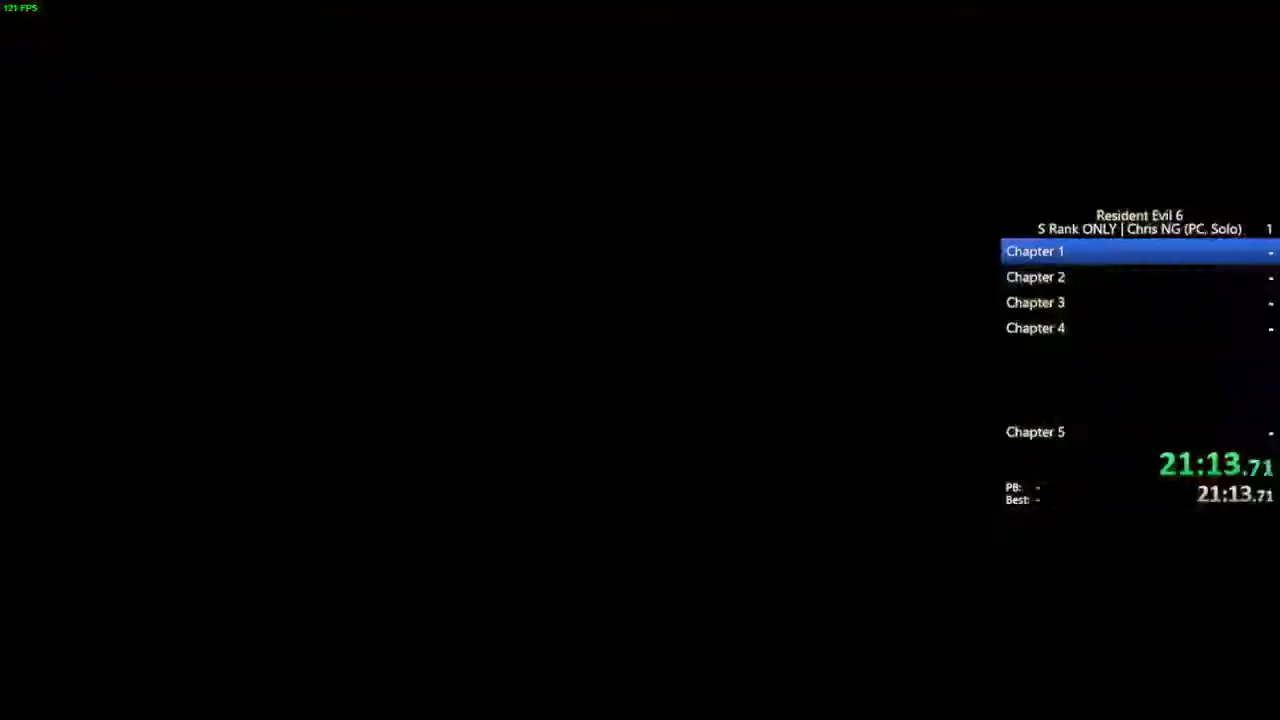 121 FPS
Resident Evil 6
S Rank ONLY | Chris NG (PC, Solo) 1
Chapter 1 -
Chapter 2 -
Chapter 3 -
Chapter 4 -
Chapter 5 -
21:13.71
PB: -
21:13.71
Best: -